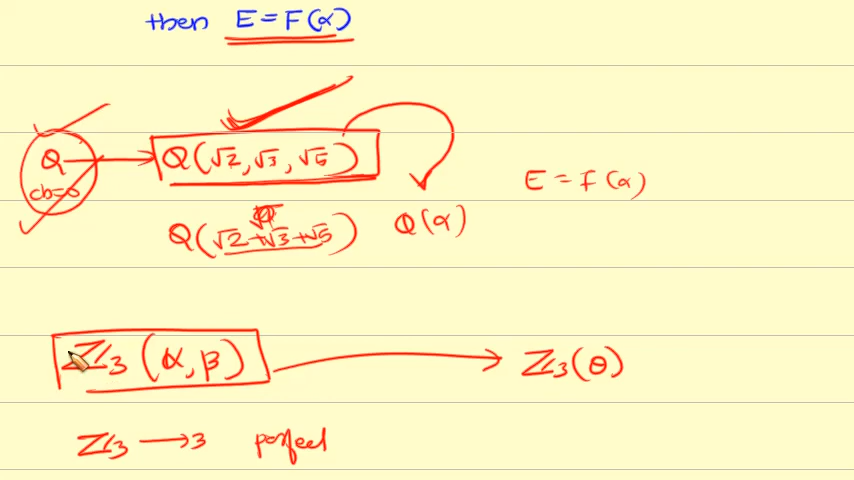 then E = F(α)
Q → Q(√2, √3, √5)
ch=0
E = F(α)
Q(√2+√3+√5) Q(α)
ℤ₃(α, β) → ℤ₃(θ)
ℤ₃ → 3 perfect